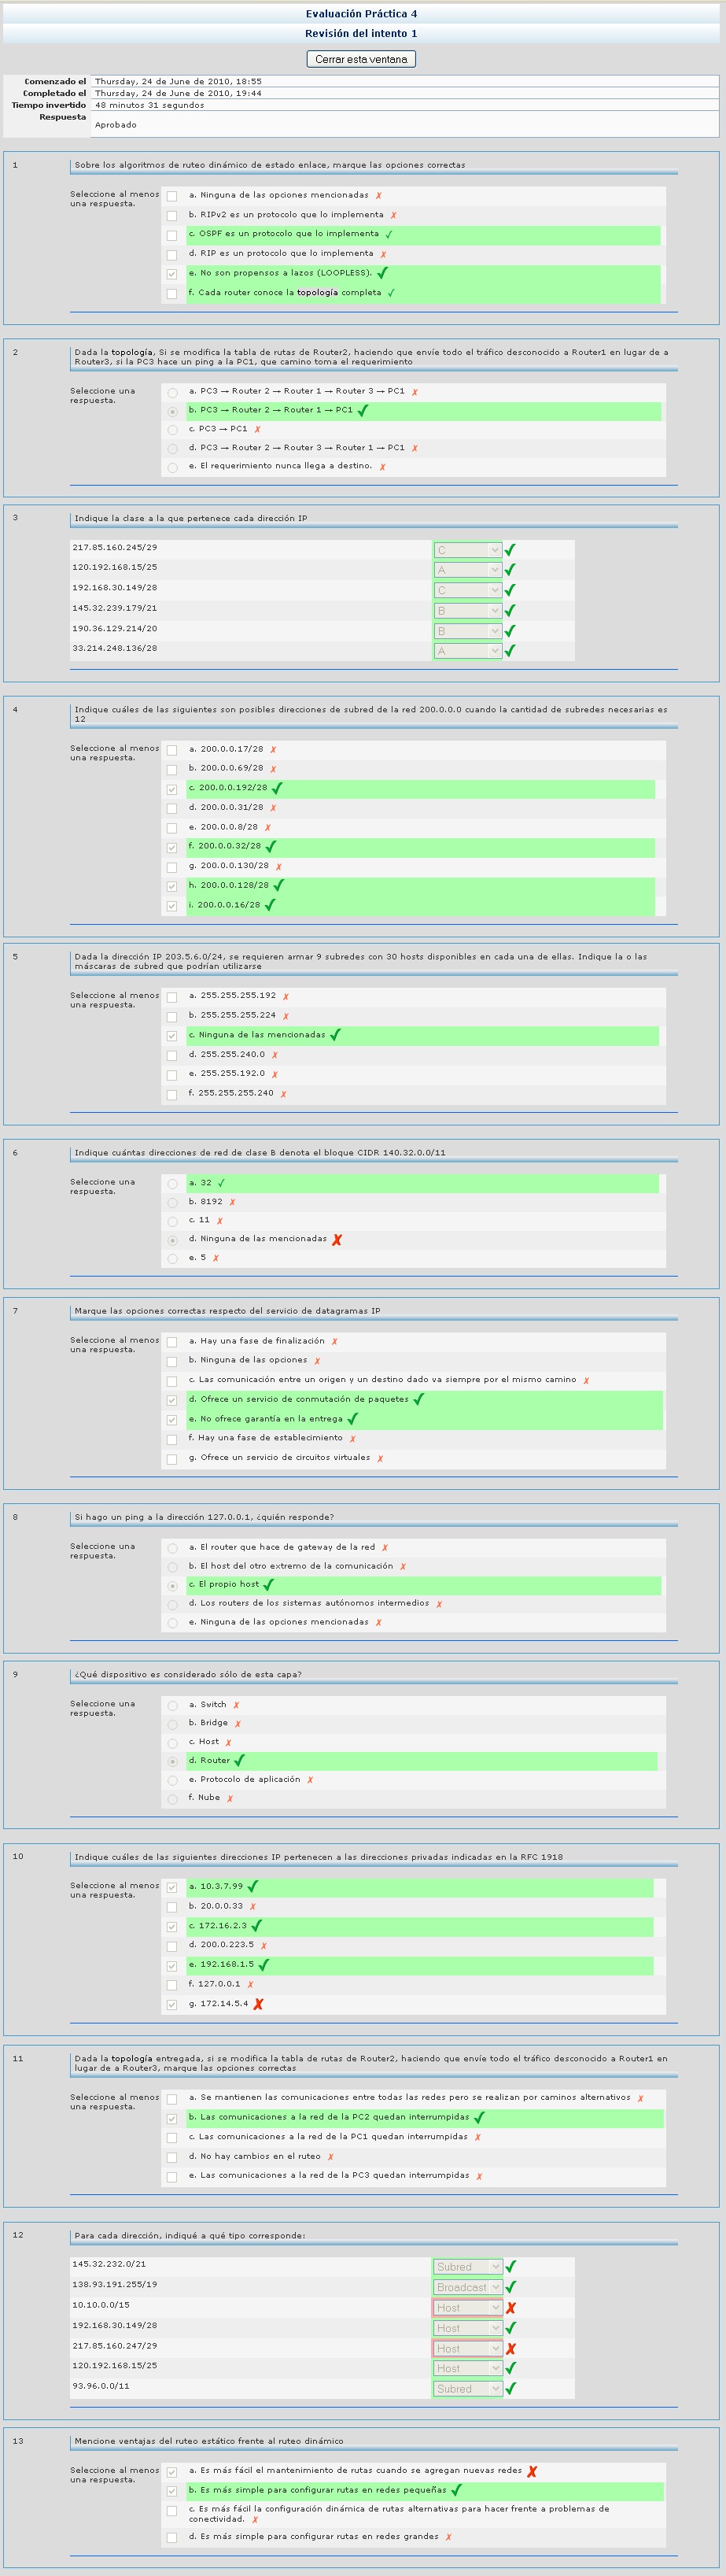 Evaluación Práctica 4
Revisión del intento 1
Cerrar esta ventana
Comenzado el Thursday, 24 de June de 2010, 18:55
Completado el Thursday, 24 de June de 2010, 19:44
Tiempo invertido 48 minutos 31 segundos
Respuesta
Aprobado
1
Sobre los algoritmos de ruteo dinámico de estado enlace, marque las opciones correctas
Seleccione al menos
una respuesta.
a. Ninguna de las opciones mencionadas ✗
b. RIPv2 es un protocolo que lo implementa ✗
c. OSPF es un protocolo que lo implementa ✓
d. RIP es un protocolo que lo implementa ✗
e. No son propensos a lazos (LOOPLESS). ✓
f. Cada router conoce la topología completa ✓
2
Dada la topología, Si se modifica la tabla de rutas de Router2, haciendo que envíe todo el tráfico desconocido a Router1 en lugar de a
Router3, si la PC3 hace un ping a la PC1, que camino toma el requerimiento
Seleccione una
respuesta.
a. PC3 → Router 2 → Router 1 → Router 3 → PC1 ✗
b. PC3 → Router 2 → Router 1 → PC1 ✓
c. PC3 → PC1 ✗
d. PC3 → Router 2 → Router 3 → Router 1 → PC1 ✗
e. El requerimiento nunca llega a destino. ✗
3
Indique la clase a la que pertenece cada dirección IP
217.85.160.245/29 C ✓
120.192.168.15/25 A ✓
192.168.30.149/28 C ✓
145.32.239.179/21 B ✓
190.36.129.214/20 B ✓
33.214.248.136/28 A ✓
4
Indique cuáles de las siguientes son posibles direcciones de subred de la red 200.0.0.0 cuando la cantidad de subredes necesarias es
12
Seleccione al menos
una respuesta.
a. 200.0.0.17/28 ✗
b. 200.0.0.69/28 ✗
c. 200.0.0.192/28 ✓
d. 200.0.0.31/28 ✗
e. 200.0.0.8/28 ✗
f. 200.0.0.32/28 ✓
g. 200.0.0.130/28 ✗
h. 200.0.0.128/28 ✓
i. 200.0.0.16/28 ✓
5
Dada la dirección IP 203.5.6.0/24, se requieren armar 9 subredes con 30 hosts disponibles en cada una de ellas. Indique la o las
máscaras de subred que podrían utilizarse
Seleccione al menos
una respuesta.
a. 255.255.255.192 ✗
b. 255.255.255.224 ✗
c. Ninguna de las mencionadas ✓
d. 255.255.240.0 ✗
e. 255.255.192.0 ✗
f. 255.255.255.240 ✗
6
Indique cuántas direcciones de red de clase B denota el bloque CIDR 140.32.0.0/11
Seleccione una
respuesta.
a. 32 ✓
b. 8192 ✗
c. 11 ✗
d. Ninguna de las mencionadas ✗
e. 5 ✗
7
Marque las opciones correctas respecto del servicio de datagramas IP
Seleccione al menos
una respuesta.
a. Hay una fase de finalización ✗
b. Ninguna de las opciones ✗
c. Las comunicación entre un origen y un destino dado va siempre por el mismo camino ✗
d. Ofrece un servicio de conmutación de paquetes ✓
e. No ofrece garantía en la entrega ✓
f. Hay una fase de establecimiento ✗
g. Ofrece un servicio de circuitos virtuales ✗
8
Si hago un ping a la dirección 127.0.0.1, ¿quién responde?
Seleccione una
respuesta.
a. El router que hace de gateway de la red ✗
b. El host del otro extremo de la comunicación ✗
c. El propio host ✓
d. Los routers de los sistemas autónomos intermedios ✗
e. Ninguna de las opciones mencionadas ✗
9
¿Qué dispositivo es considerado sólo de esta capa?
Seleccione una
respuesta.
a. Switch ✗
b. Bridge ✗
c. Host ✗
d. Router ✓
e. Protocolo de aplicación ✗
f. Nube ✗
10
Indique cuáles de las siguientes direcciones IP pertenecen a las direcciones privadas indicadas en la RFC 1918
Seleccione al menos
una respuesta.
a. 10.3.7.99 ✓
b. 20.0.0.33 ✗
c. 172.16.2.3 ✓
d. 200.0.223.5 ✗
e. 192.168.1.5 ✓
f. 127.0.0.1 ✗
g. 172.14.5.4 ✗
11
Dada la topología entregada, si se modifica la tabla de rutas de Router2, haciendo que envíe todo el tráfico desconocido a Router1 en
lugar de a Router3, marque las opciones correctas
Seleccione al menos
una respuesta.
a. Se mantienen las comunicaciones entre todas las redes pero se realizan por caminos alternativos ✗
b. Las comunicaciones a la red de la PC2 quedan interrumpidas ✓
c. Las comunicaciones a la red de la PC1 quedan interrumpidas ✗
d. No hay cambios en el ruteo ✗
e. Las comunicaciones a la red de la PC3 quedan interrumpidas ✗
12
Para cada dirección, indiqué a qué tipo corresponde:
145.32.232.0/21 Subred ✓
138.93.191.255/19 Broadcast ✓
10.10.0.0/15 Host ✗
192.168.30.149/28 Host ✓
217.85.160.247/29 Host ✗
120.192.168.15/25 Host ✓
93.96.0.0/11 Subred ✓
13
Mencione ventajas del ruteo estático frente al ruteo dinámico
Seleccione al menos
una respuesta.
a. Es más fácil el mantenimiento de rutas cuando se agregan nuevas redes ✗
b. Es más simple para configurar rutas en redes pequeñas ✓
c. Es más fácil la configuración dinámica de rutas alternativas para hacer frente a problemas de
conectividad. ✗
d. Es más simple para configurar rutas en redes grandes ✗